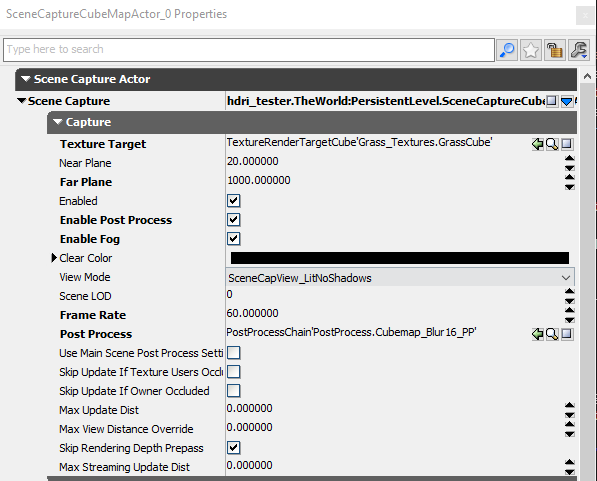 SceneCaptureCubeMapActor_0 Properties
Type here to search
Scene Capture Actor
Scene Capture hdri_tester.TheWorld:PersistentLevel.SceneCaptureCube
Capture
Texture Target TextureRenderTargetCube'Grass_Textures.GrassCube'
Near Plane 20.000000
Far Plane 1000.000000
Enabled
Enable Post Process
Enable Fog
Clear Color
View Mode SceneCapView_LitNoShadows
Scene LOD 0
Frame Rate 60.000000
Post Process PostProcessChain'PostProcess.Cubemap_Blur16_PP'
Use Main Scene Post Process Setti
Skip Update If Texture Users Occl
Skip Update If Owner Occluded
Max Update Dist 0.000000
Max View Distance Override 0.000000
Skip Rendering Depth Prepass
Max Streaming Update Dist 0.000000